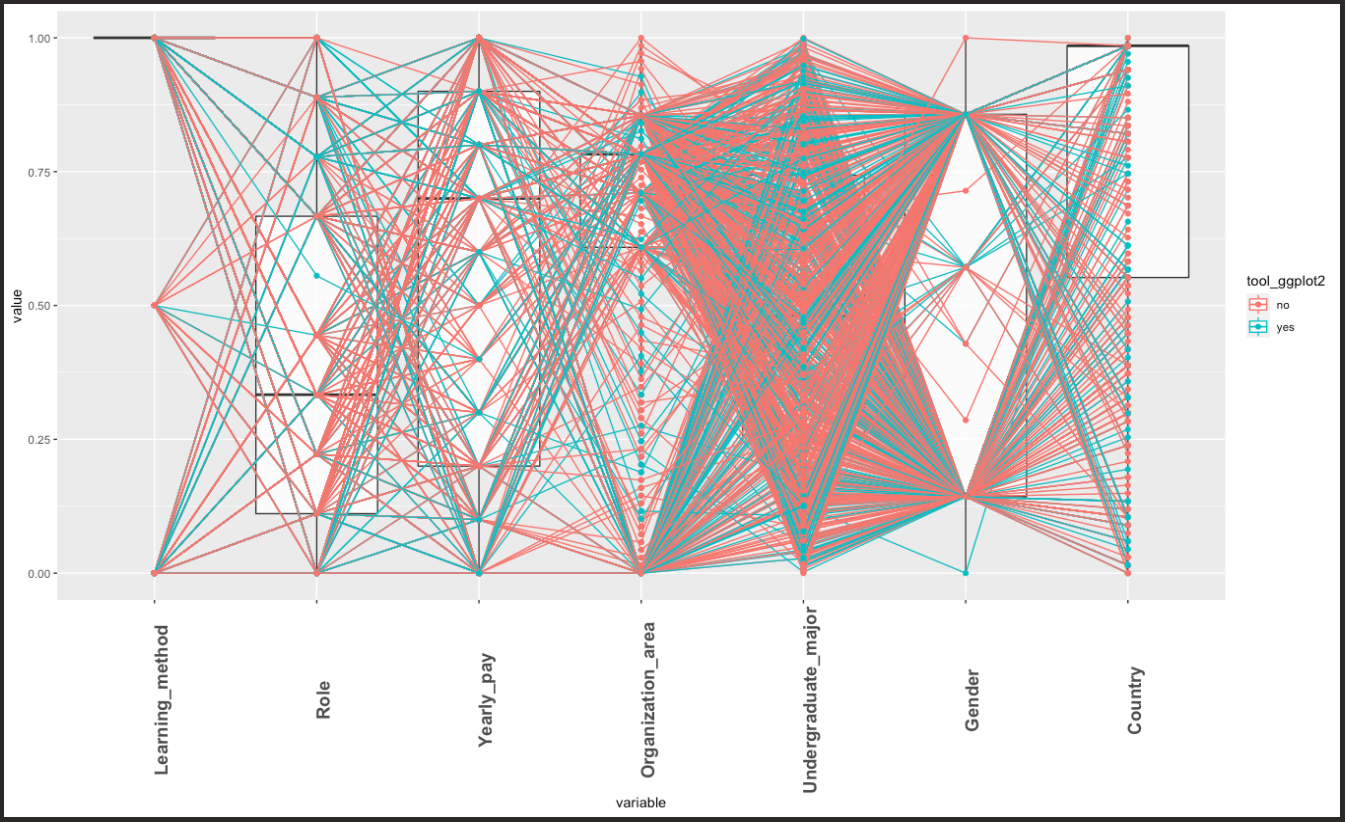 1.00
0.75
0.50
0.25
0.00
value
Learning_method
Role
Yearly_pay
Organization_area
Undergraduate_major
Gender
Country
variable
tool_ggplot2
no
yes